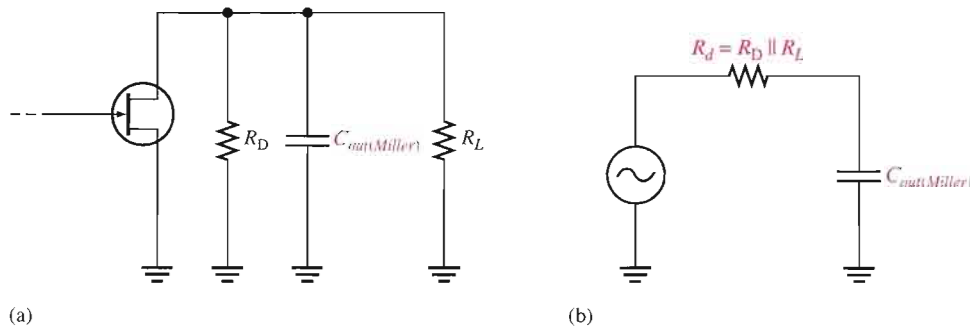 R_D
C_out(Miller)
R_L
(a)
R_d = R_D || R_L
C_out(Miller)
(b)